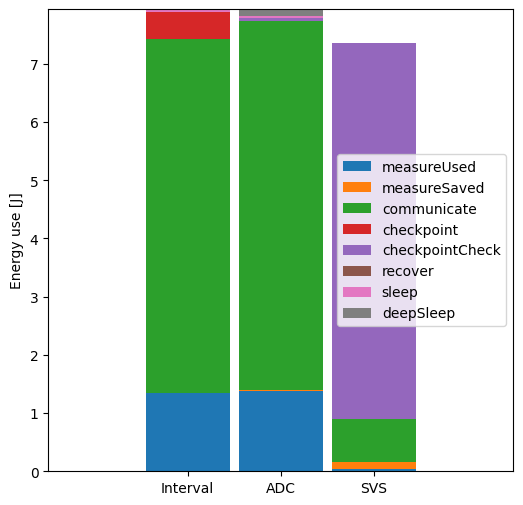 Energy use [J]
7
6
5
4
3
2
1
0
measureUsed
measureSaved
communicate
checkpoint
checkpointCheck
recover
sleep
deepSleep
Interval ADC SVS